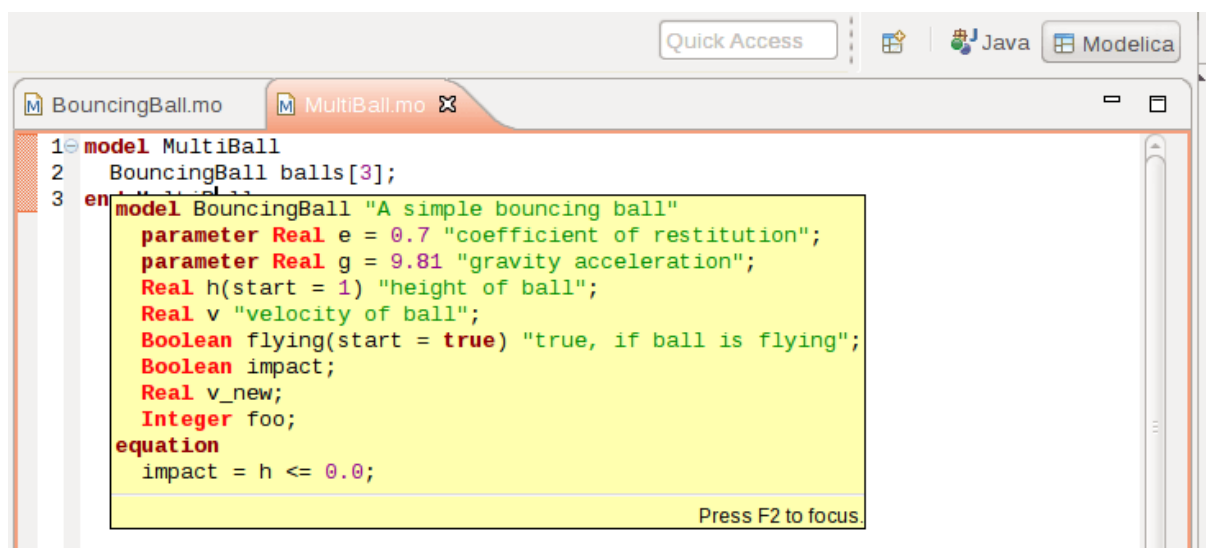 Quick Access Java Modelica
BouncingBall.mo MultiBall.mo
1 model MultiBall
2 BouncingBall balls[3];
3 en
model BouncingBall "A simple bouncing ball"
parameter Real e = 0.7 "coefficient of restitution";
parameter Real g = 9.81 "gravity acceleration";
Real h(start = 1) "height of ball";
Real v "velocity of ball";
Boolean flying(start = true) "true, if ball is flying";
Boolean impact;
Real v_new;
Integer foo;
equation
impact = h <= 0.0;
Press F2 to focus.